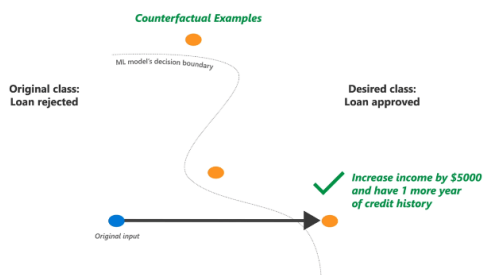 Counterfactual Examples
ML model's decision boundary
Original class:
Loan rejected
Desired class:
Loan approved
Increase income by $5000
and have 1 more year
of credit history
Original input